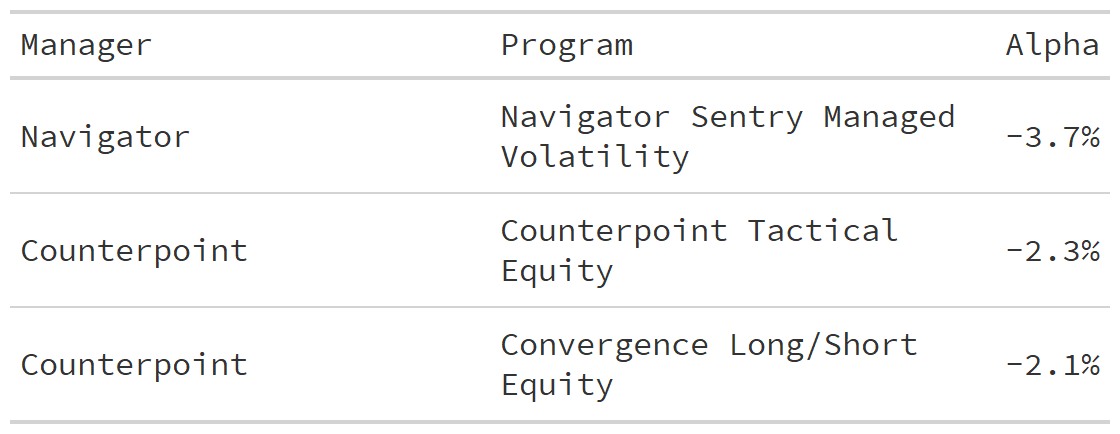 Manager Program Alpha
Navigator Navigator Sentry Managed Volatility -3.7%
Counterpoint Counterpoint Tactical Equity -2.3%
Counterpoint Convergence Long/Short Equity -2.1%